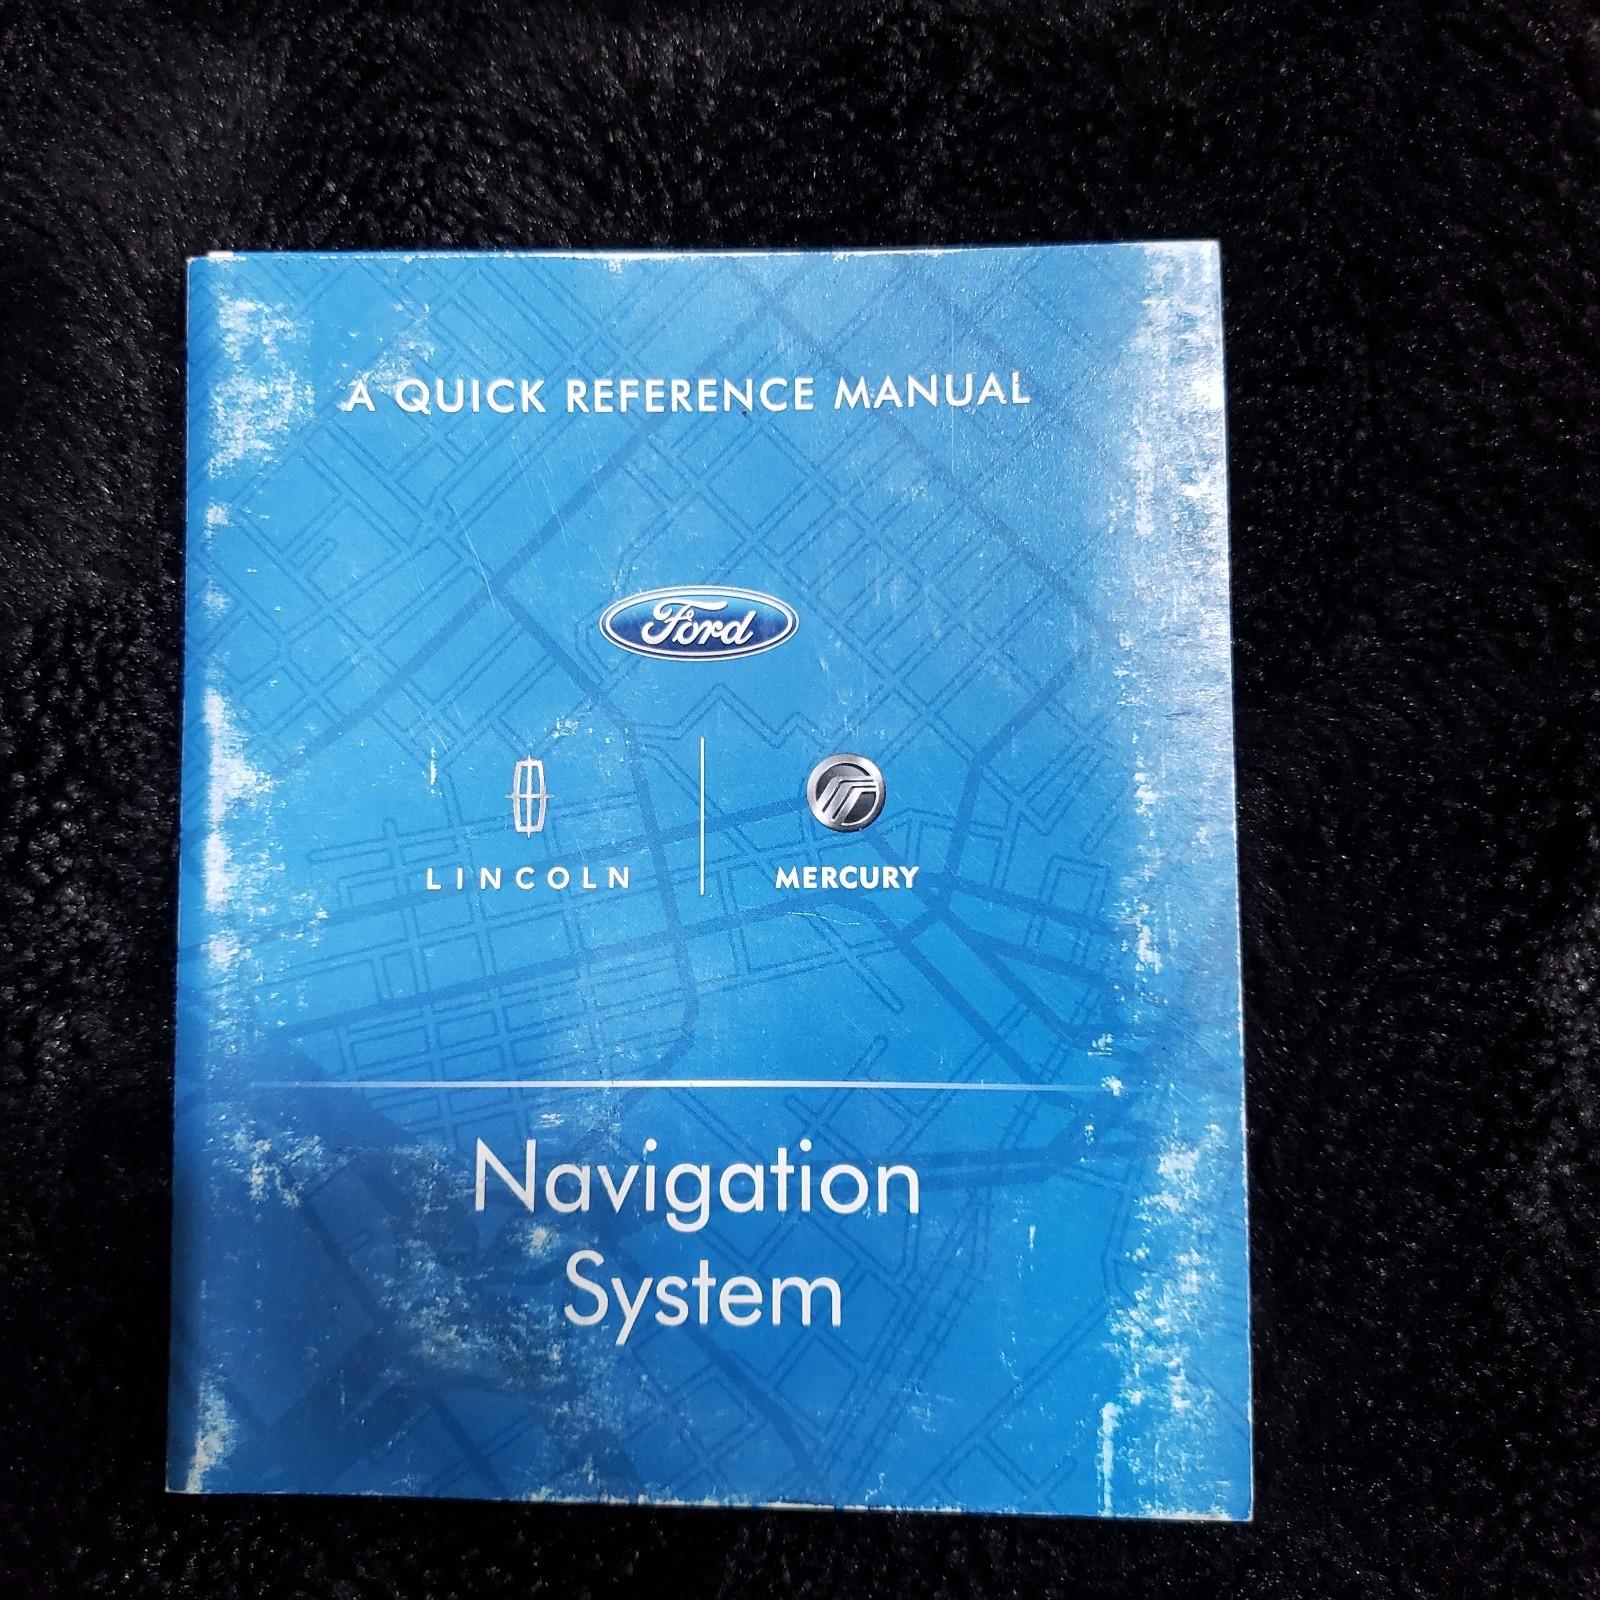 A QUICK REFERENCE MANUAL
Ford
LINCOLN
MERCURY
Navigation
System